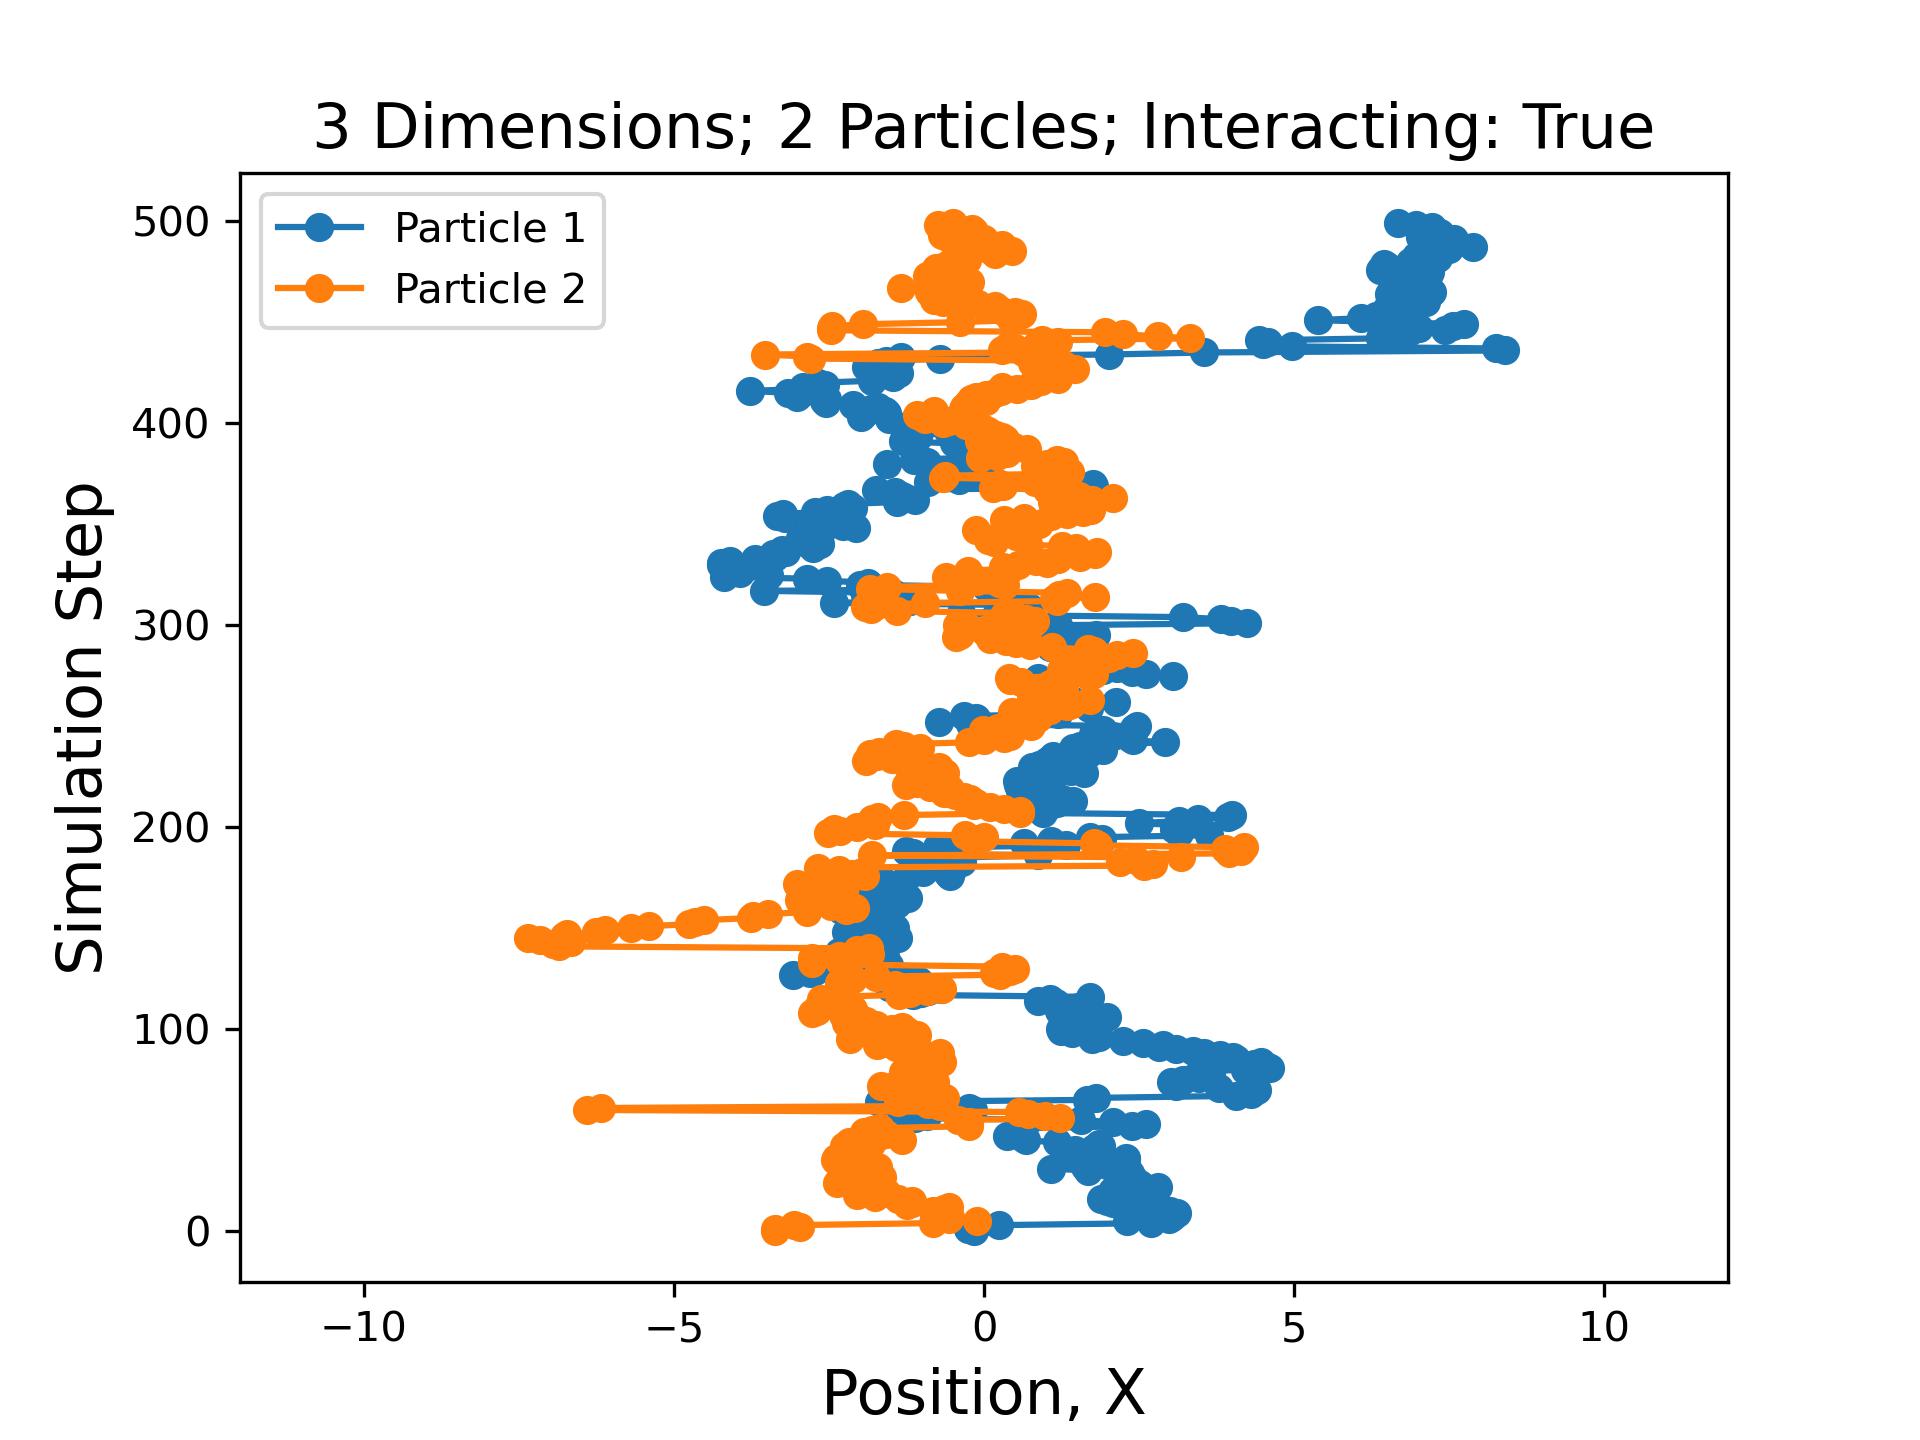 3 Dimensions; 2 Particles; Interacting: True
Particle 1
Particle 2
500
400
300
200
100
0
Simulation Step
−10 −5 0 5 10
Position, X